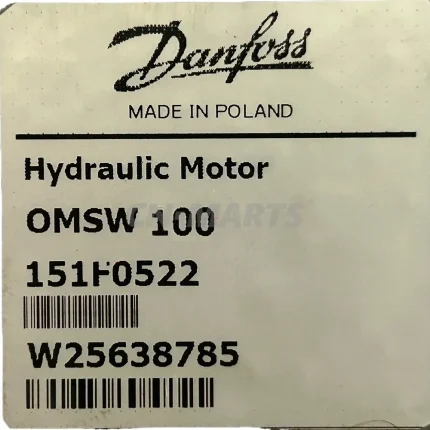 Danfoss
MADE IN POLAND
Hydraulic Motor
OMSW 100
151F0522
W25638785